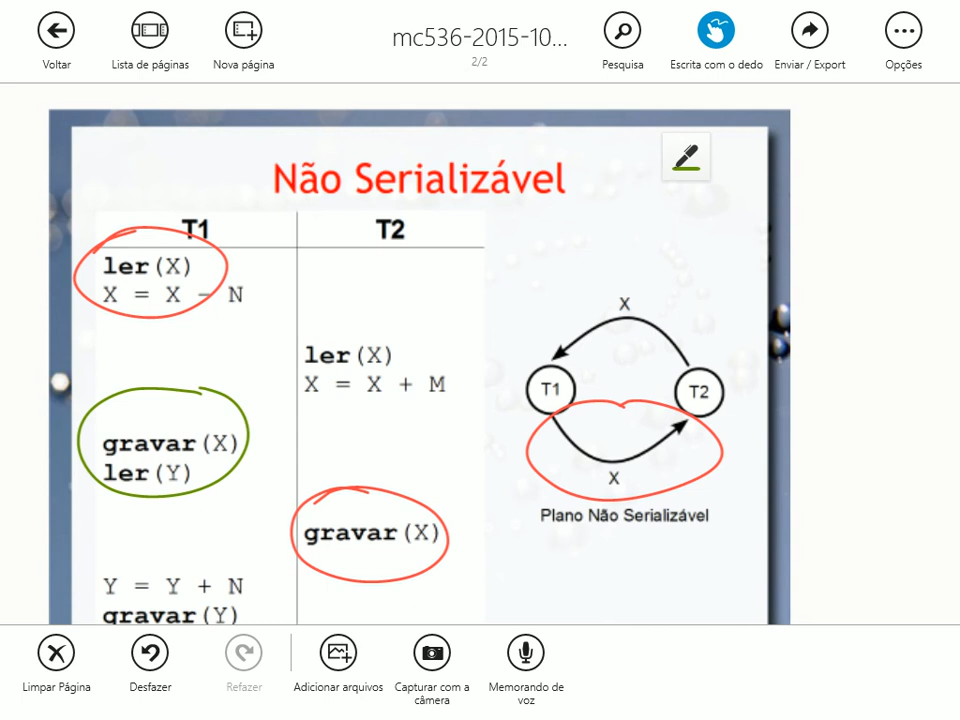 Voltar
Lista de páginas
Nova página
mc536-2015-10...
2/2
Pesquisa
Escrita com o dedo
Enviar / Export
Opções
Não Serializável
T1
T2
ler(X)
X = X - N
ler(X)
X = X + M
gravar(X)
ler(Y)
gravar(X)
Y = Y + N
gravar(Y)
X
T1
T2
X
Plano Não Serializável
Limpar Página
Desfazer
Refazer
Adicionar arquivos
Capturar com a
câmera
Memorando de
voz